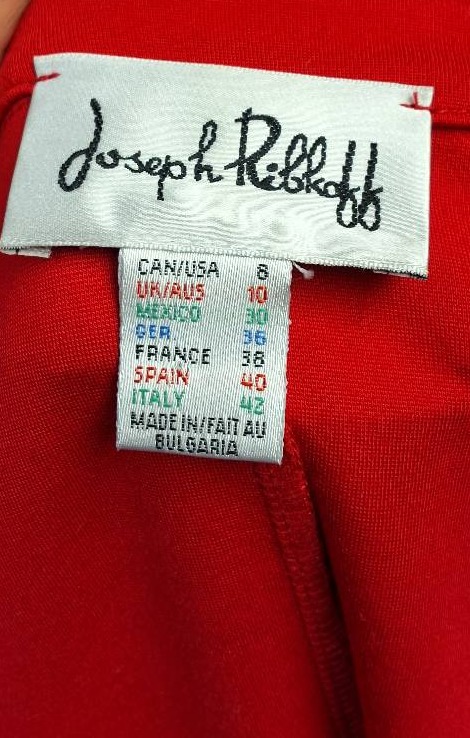 Joseph Ribkoff
CAN/USA 8
UK/AUS 10
MEXICO 30
GER 36
FRANCE 38
SPAIN 40
ITALY 42
MADE IN/FAIT AU
BULGARIA